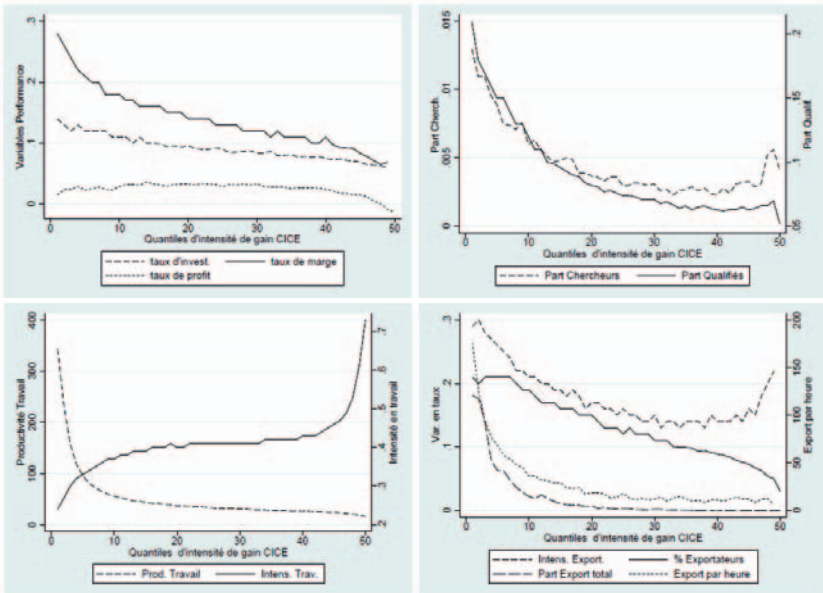 .3
.2
.1
0
Variables Performance
0 10 20 30 40 50
Quantiles d'intensité de gain CICE
taux d'invest. taux de marge
taux de profit
.015
.01
.005
0
Part Cherch.
.2
.15
.1
.05
Part Qualif.
0 10 20 30 40 50
Quantiles d'intensité de gain CICE
Part Chercheurs Part Qualifiés
400
300
200
100
0
Productivité Travail
.7
.6
.5
.4
.3
.2
Intensité en travail
0 10 20 30 40 50
Quantiles d'intensité de gain CICE
Prod. Travail Intens. Trav.
.3
.2
.1
0
Var. en taux
200
150
100
50
0
Export par heure
0 10 20 30 40 50
Quantiles d'intensité de gain CICE
Intens. Export. % Exportateurs
Part Export total Export par heure